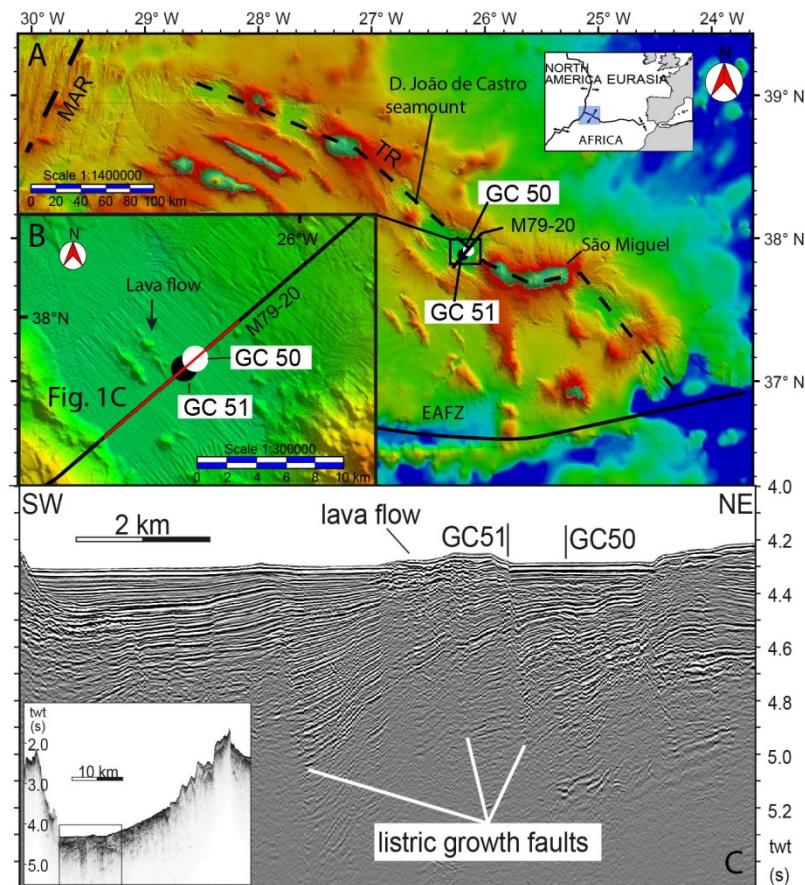 30°W 29°W 28°W 27°W 26°W 25°W 24°W
A
MAR
D. João de Castro
seamount
NORTH
AMERICA EURASIA
AFRICA
N
39°N
Scale 1:1400000
0 20 40 60 80 100 km
TR
GC 50
M79-20
38°N
São Miguel
GC 51
37°N
EAFZ
B
N
26°W
Lava flow
38°N
M79-20
GC 50
GC 51
Fig. 1C
Scale 1:300000
0 2 4 6 8 10 km
4.0
SW
NE
2 km
lava flow
GC51
GC50
4.2
4.4
4.6
4.8
5.0
5.2
twt
(s)
twt
(s)
2.0
3.0
4.0
5.0
10 km
listric growth faults
C